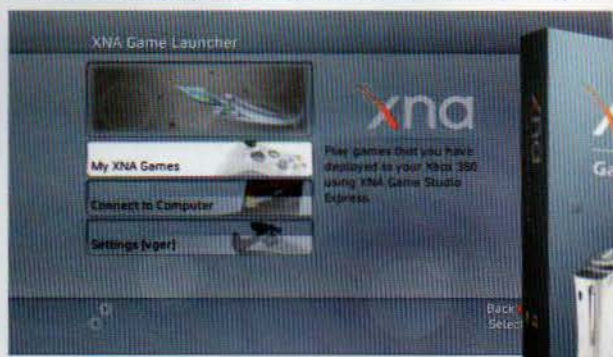 XNA Game Launcher
xna
My XNA Games
Connect to Computer
Settings [vger]
Play games that you have
deployed to your Xbox 360
using XNA Game Studio
Express.
Back
Select
xna